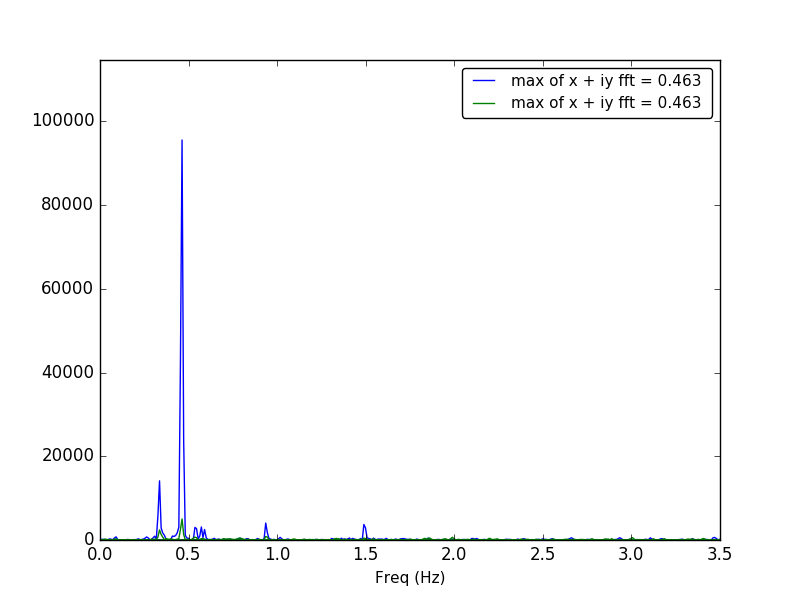 max of x + iy fft = 0.463
max of x + iy fft = 0.463
100000
80000
60000
40000
20000
0
0.0 0.5 1.0 1.5 2.0 2.5 3.0 3.5
Freq (Hz)